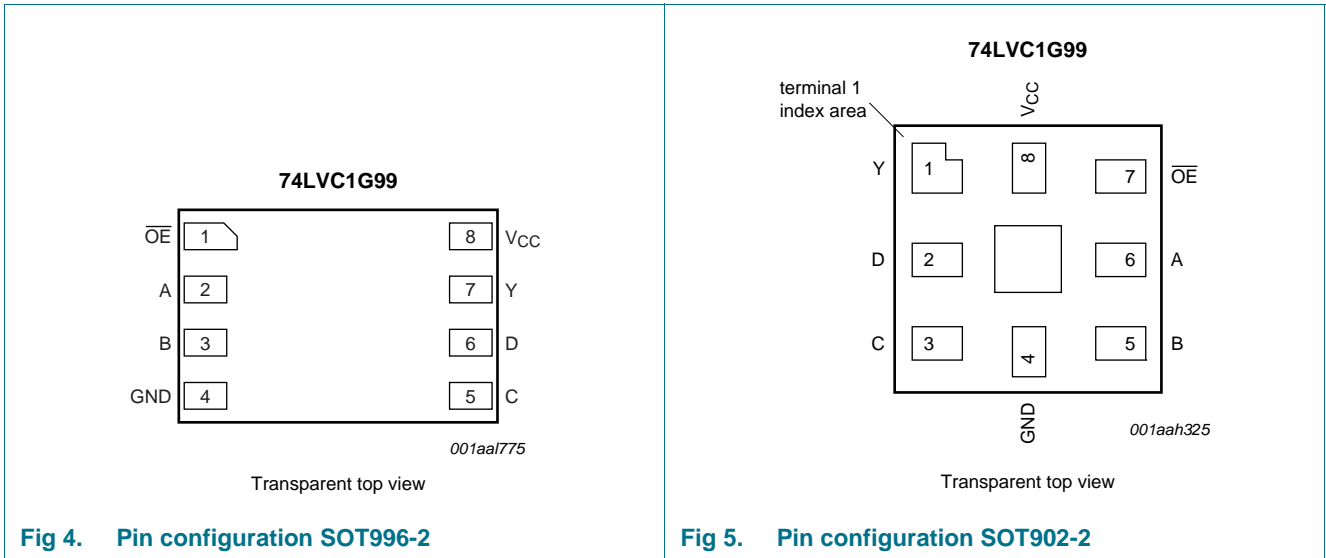 74LVC1G99
OE 1 8 VCC
A 2 7 Y
B 3 6 D
GND 4 5 C
001aal775
Transparent top view
Fig 4. Pin configuration SOT996-2
74LVC1G99
terminal 1
index area
VCC
Y 1 8 7 OE
D 2 6 A
C 3 4 5 B
GND
001aah325
Transparent top view
Fig 5. Pin configuration SOT902-2